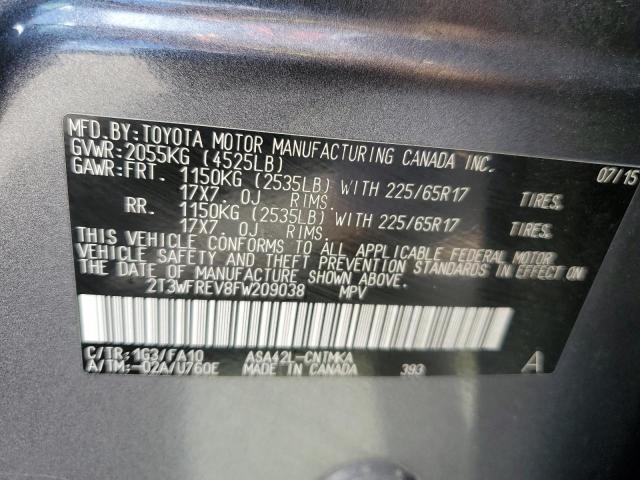 MFD.BY:TOYOTA MOTOR MANUFACTURING CANADA INC.
GVWR:2055KG (4525LB) 07/15
GAWR:FRT. 1150KG (2535LB) WITH 225/65R17 TIRES,
17X7. 0J RIMS.
RR. 1150KG (2535LB) WITH 225/65R17 TIRES,
17X7. 0J RIMS.
THIS VEHICLE CONFORMS TO ALL APPLICABLE FEDERAL MOTOR
VEHICLE SAFETY AND THEFT PREVENTION STANDARDS IN EFFECT ON
THE DATE OF MANUFACTURE SHOWN ABOVE.
2T3WFREV8FW209038 MPV
C/TR:1G3/FA10 ASA42L-CNTMKA A
A/TM:-02A/U760E MADE IN CANADA 393